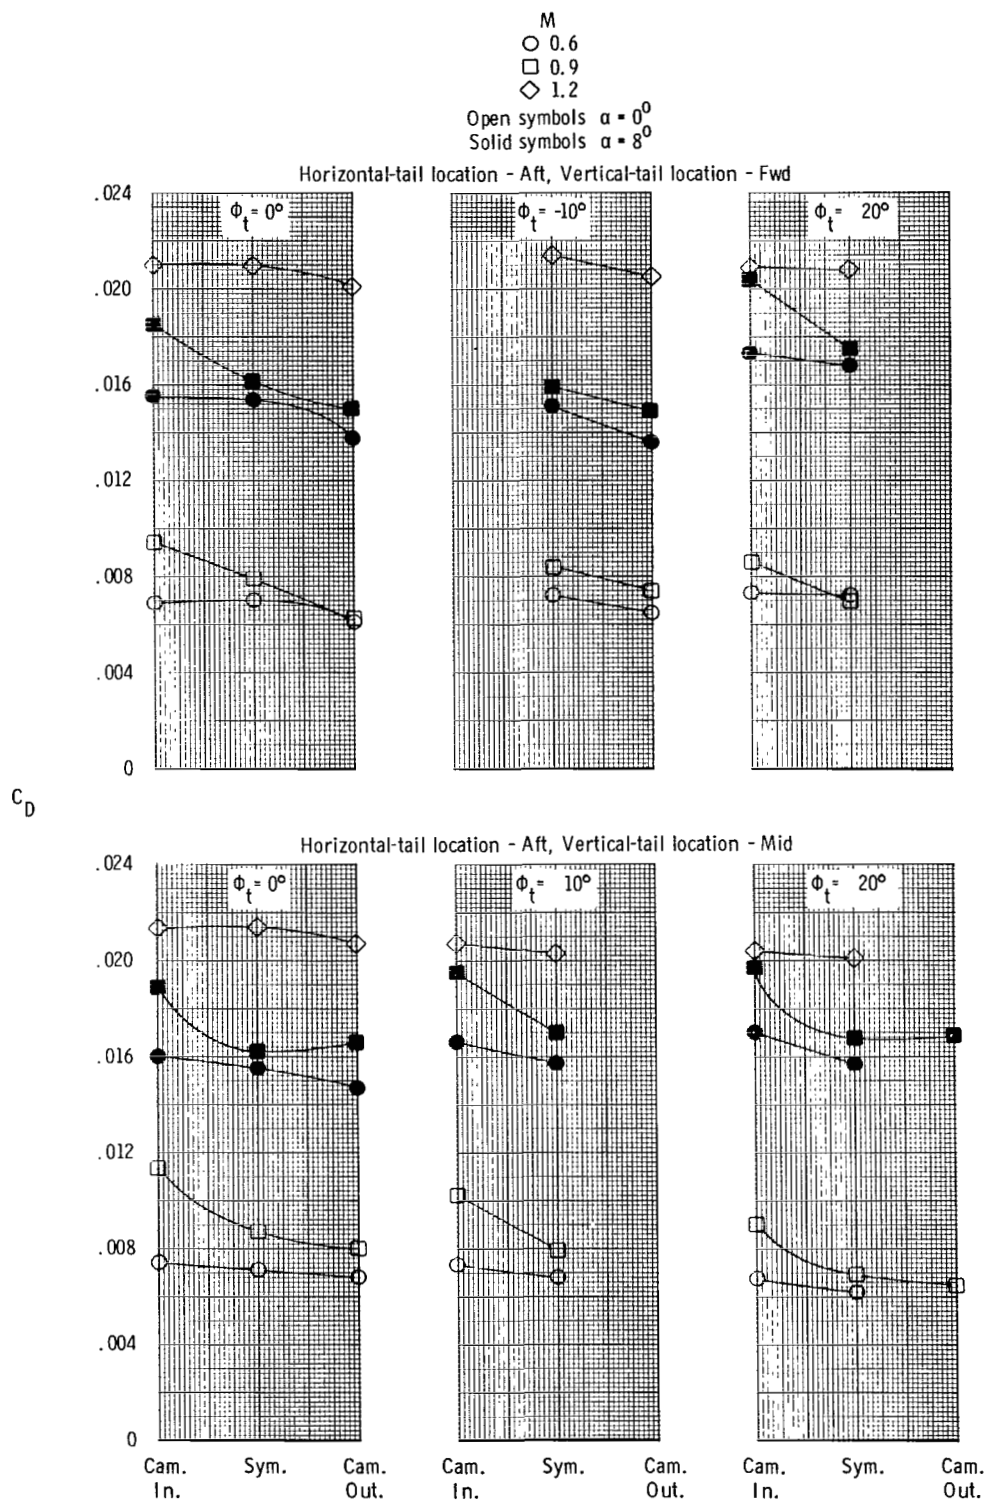 M
0.6
0.9
1.2
Open symbols α = 0°
Solid symbols α = 8°
Horizontal-tail location - Aft, Vertical-tail location - Fwd
Φt = 0°
Φt = -10°
Φt = 20°
.024
.020
.016
.012
.008
.004
0
CD
Horizontal-tail location - Aft, Vertical-tail location - Mid
Φt = 0°
Φt = 10°
Φt = 20°
.024
.020
.016
.012
.008
.004
0
Cam. In.
Sym.
Cam. Out.
Cam. In.
Sym.
Cam. Out.
Cam. In.
Sym.
Cam. Out.